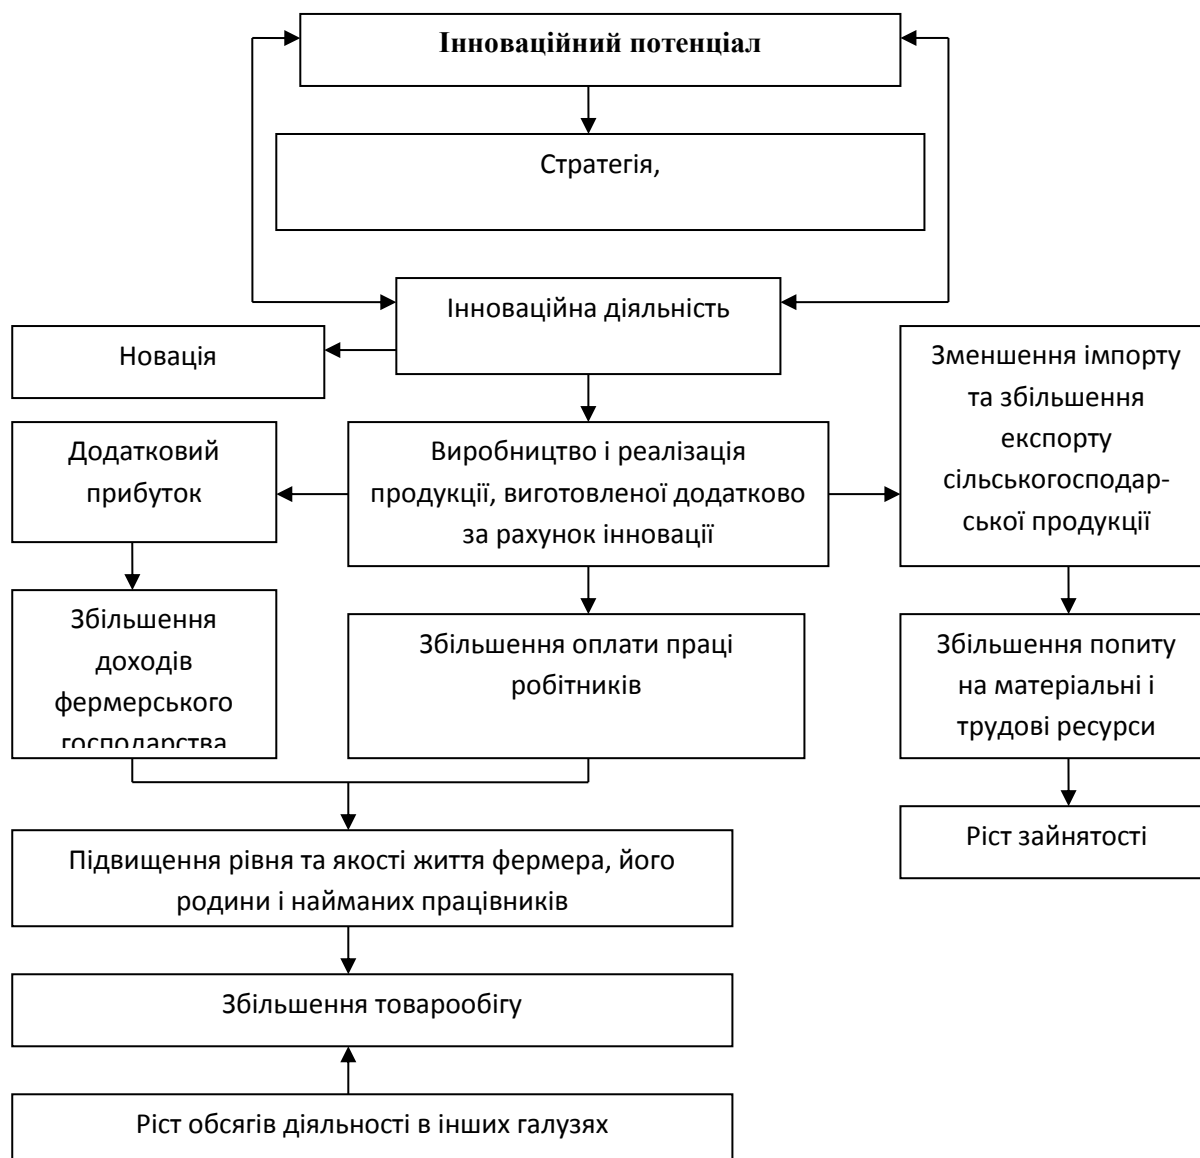 Інноваційний потенціал
Стратегія,
Інноваційна діяльність
Новація
Зменшення імпорту
та збільшення
експорту
сільськогосподар-
ської продукції
Додатковий
прибуток
Виробництво і реалізація
продукції, виготовленої додатково
за рахунок інновації
Збільшення
доходів
фермерського
господарства
Збільшення оплати праці
робітників
Збільшення попиту
на матеріальні і
трудові ресурси
Ріст зайнятості
Підвищення рівня та якості життя фермера, його
родини і найманих працівників
Збільшення товарообігу
Ріст обсягів діяльності в інших галузях